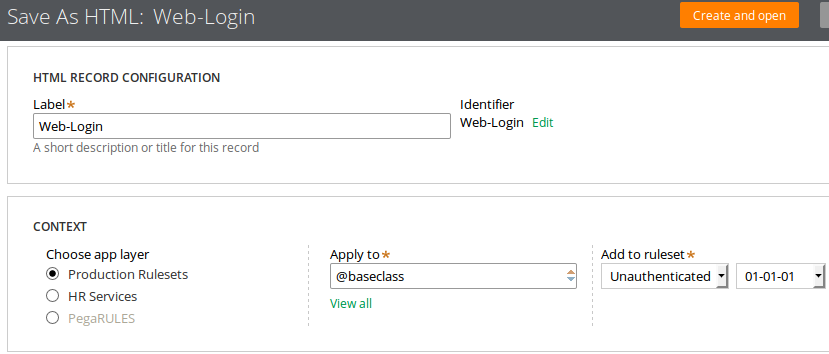 Save As HTML: Web-Login
Create and open
HTML RECORD CONFIGURATION
Label*
Web-Login
A short description or title for this record
Identifier
Web-Login Edit
CONTEXT
Choose app layer
Production Rulesets
HR Services
PegaRULES
Apply to*
@baseclass
View all
Add to ruleset*
Unauthenticated
01-01-01